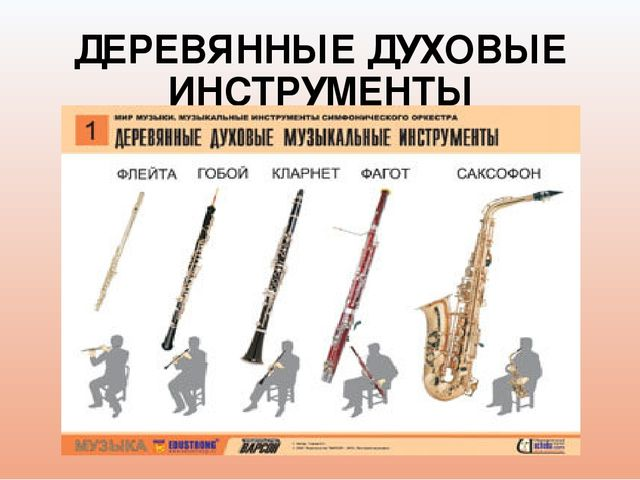 ДЕРЕВЯННЫЕ ДУХОВЫЕ
ИНСТРУМЕНТЫ
1
МИР МУЗЫКИ. МУЗЫКАЛЬНЫЕ ИНСТРУМЕНТЫ СИМФОНИЧЕСКОГО ОРКЕСТРА
ДЕРЕВЯННЫЕ ДУХОВЫЕ МУЗЫКАЛЬНЫЕ ИНСТРУМЕНТЫ
ФЛЕЙТА ГОБОЙ КЛАРНЕТ ФАГОТ САКСОФОН
МУЗЫКА EDUSTRONG ВАРСОН